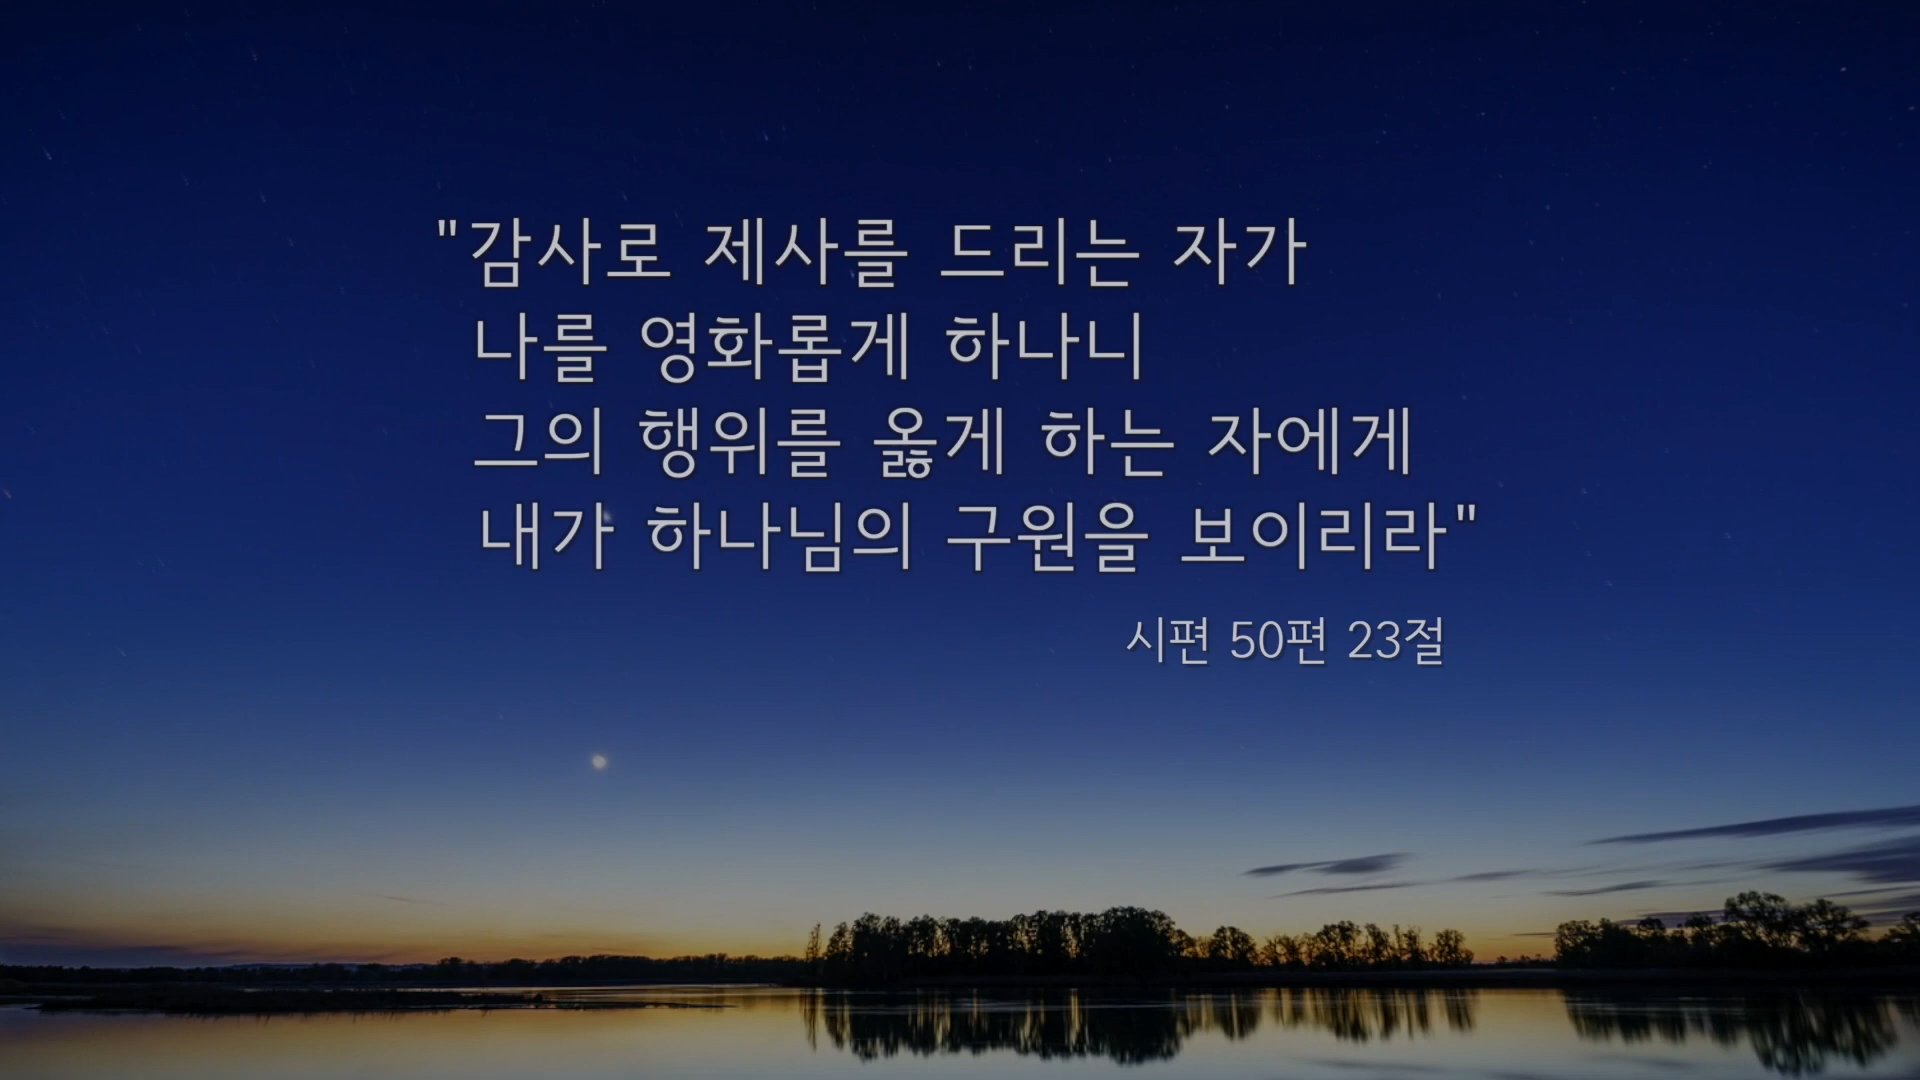 "감사로 제사를 드리는 자가
나를 영화롭게 하나니
그의 행위를 옳게 하는 자에게
내가 하나님의 구원을 보이리라"
시편 50편 23절